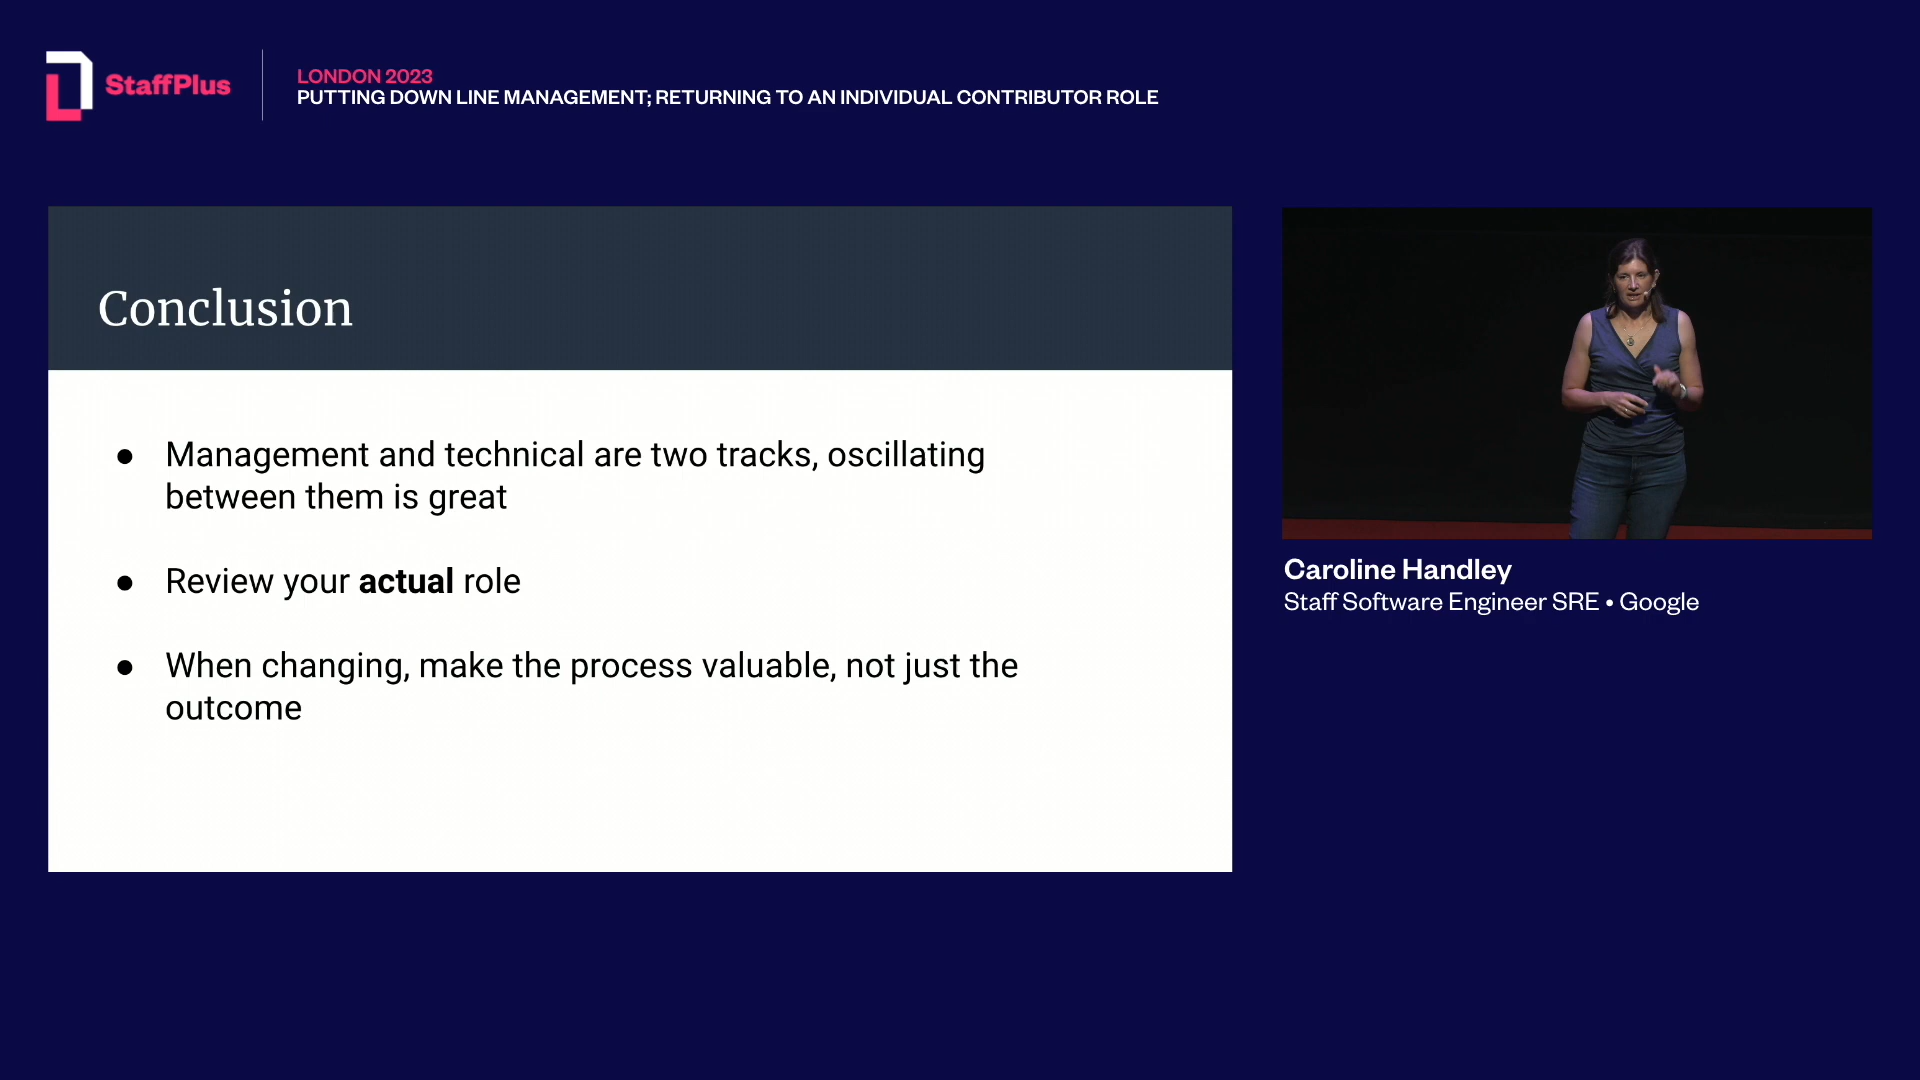 StaffPlus
LONDON 2023
PUTTING DOWN LINE MANAGEMENT; RETURNING TO AN INDIVIDUAL CONTRIBUTOR ROLE
Conclusion
● Management and technical are two tracks, oscillating
between them is great
● Review your actual role
● When changing, make the process valuable, not just the
outcome
Caroline Handley
Staff Software Engineer SRE • Google